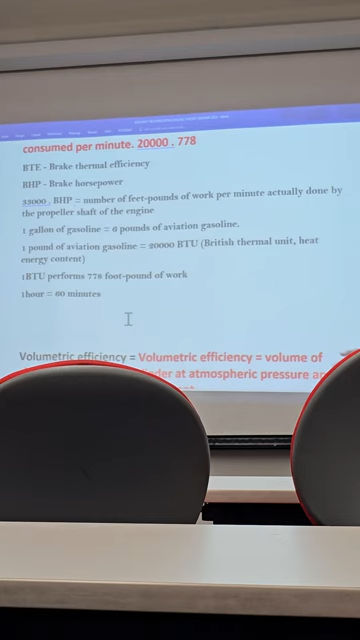 consumed per minute. 20000 . 778
BTE - Brake thermal efficiency
BHP - Brake horsepower
33000 . BHP = number of feet-pounds of work per minute actually done by
the propeller shaft of the engine
1 gallon of gasoline = 6 pounds of aviation gasoline.
1 pound of aviation gasoline = 20000 BTU (British thermal unit, heat
energy content)
1BTU performs 778 foot-pound of work
1hour = 60 minutes
Volumetric efficiency = Volumetric efficiency = volume of
at atmospheric pressure